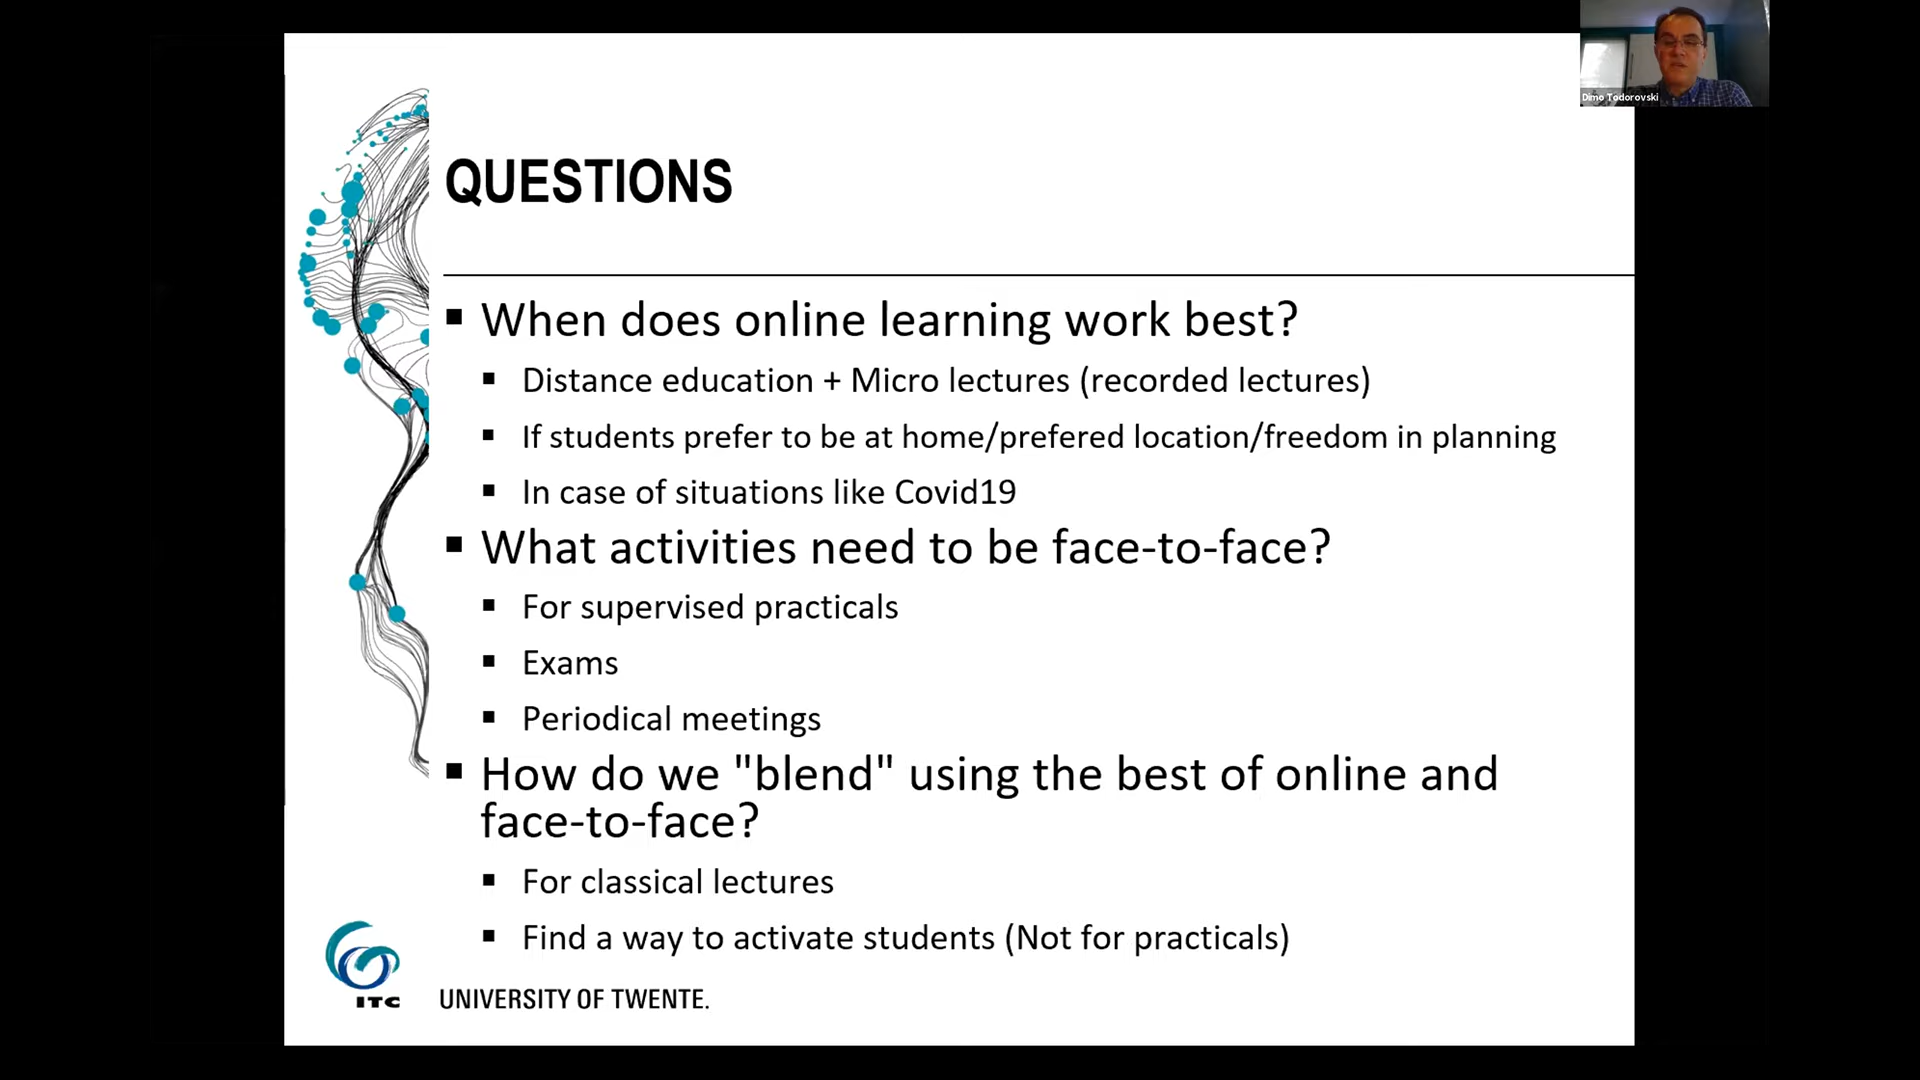 Dimo Todorovski
QUESTIONS
▪ When does online learning work best?
▪ Distance education + Micro lectures (recorded lectures)
▪ If students prefer to be at home/prefered location/freedom in planning
▪ In case of situations like Covid19
▪ What activities need to be face-to-face?
▪ For supervised practicals
▪ Exams
▪ Periodical meetings
▪ How do we "blend" using the best of online and
face-to-face?
▪ For classical lectures
▪ Find a way to activate students (Not for practicals)
ITC
UNIVERSITY OF TWENTE.